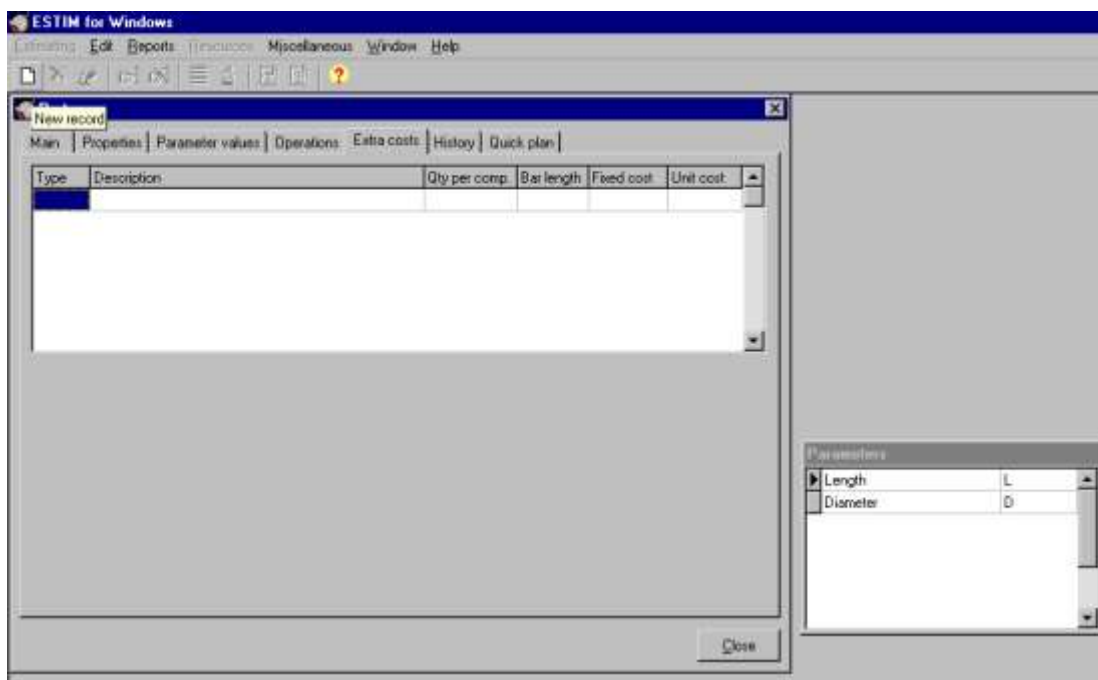 ESTIM for Windows
Estimating Edit Reports Resources Miscellaneous Window Help
?
New record
Main Properties Parameter values Operations Extra costs History Quick plan
Type Description Qty per comp. Bar length Fixed cost Unit cost
Parameters
Length L
Diameter D
Close